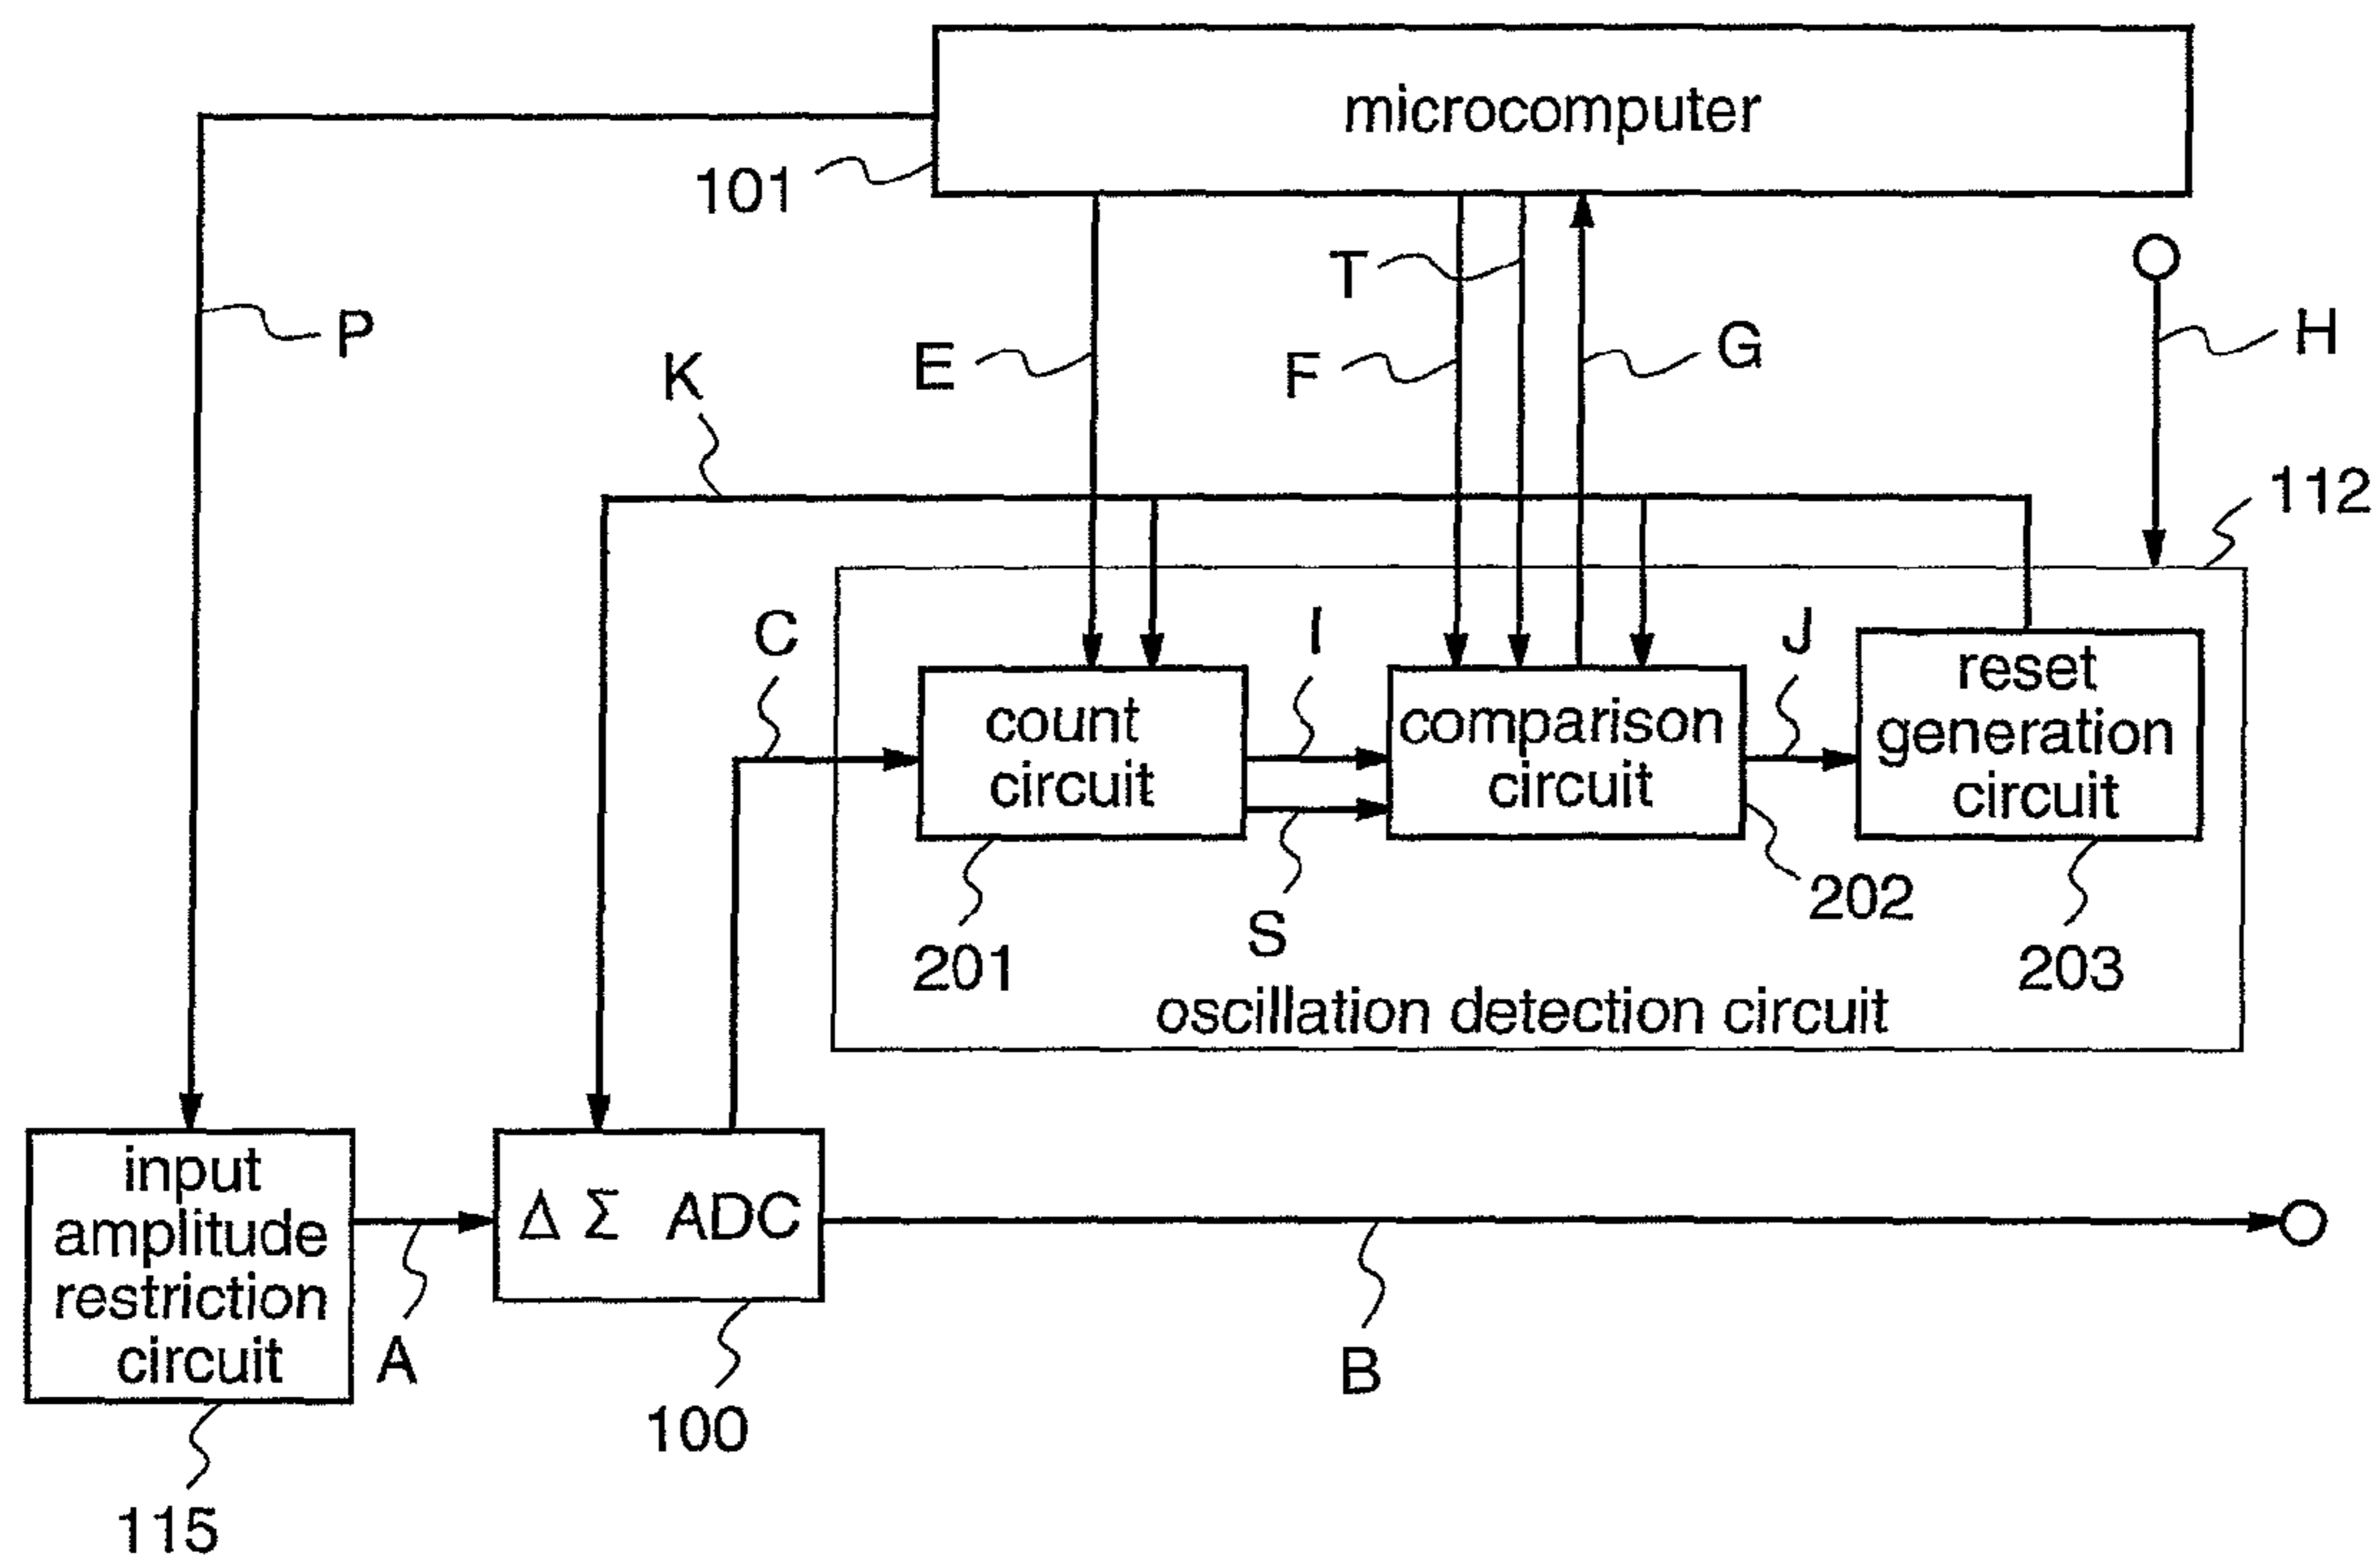 microcomputer
101
P
T
H
E
F
G
K
112
C
I
J
count
circuit
comparison
circuit
reset
generation
circuit
S
201
202
203
oscillation detection circuit
input
amplitude
restriction
circuit
Δ Σ ADC
A
B
100
115